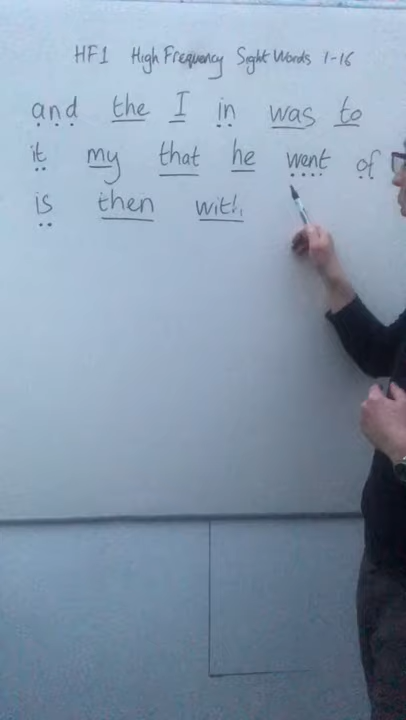 HF1 High Frequency Sight Words 1-16
and the I in was to
it my that he went of
is then with